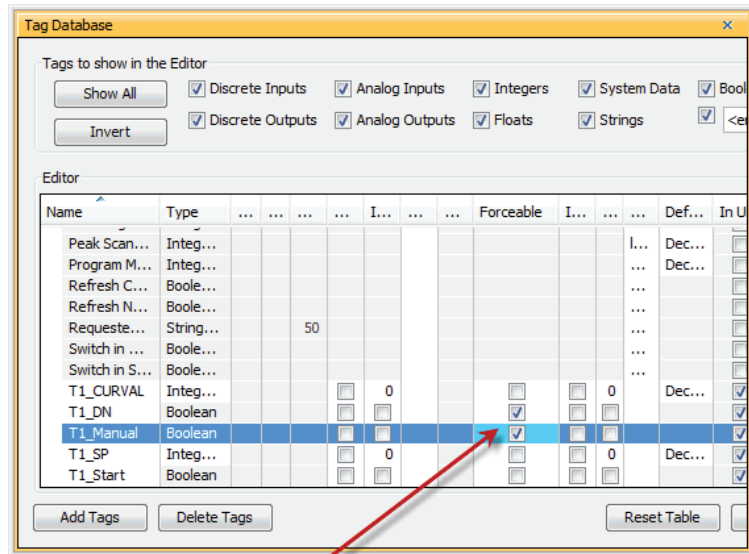 Tag Database
Tags to show in the Editor
Show All Discrete Inputs Analog Inputs Integers System Data Bool
Invert Discrete Outputs Analog Outputs Floats Strings <e
Editor
Name Type ... ... ... ... I... ... ... Forceable I... ... ... Def... In U
Peak Scan... Integ... I... Dec...
Program M... Integ... ... Dec...
Refresh C... Boole... ...
Refresh N... Boole... ...
Requeste... String... 50 ...
Switch in ... Boole... ...
Switch in S... Boole... ...
T1_CURVAL Integ... 0 0 Dec...
T1_DN Boolean
T1_Manual Boolean
T1_SP Integ... 0 0 Dec...
T1_Start Boolean
Add Tags Delete Tags Reset Table